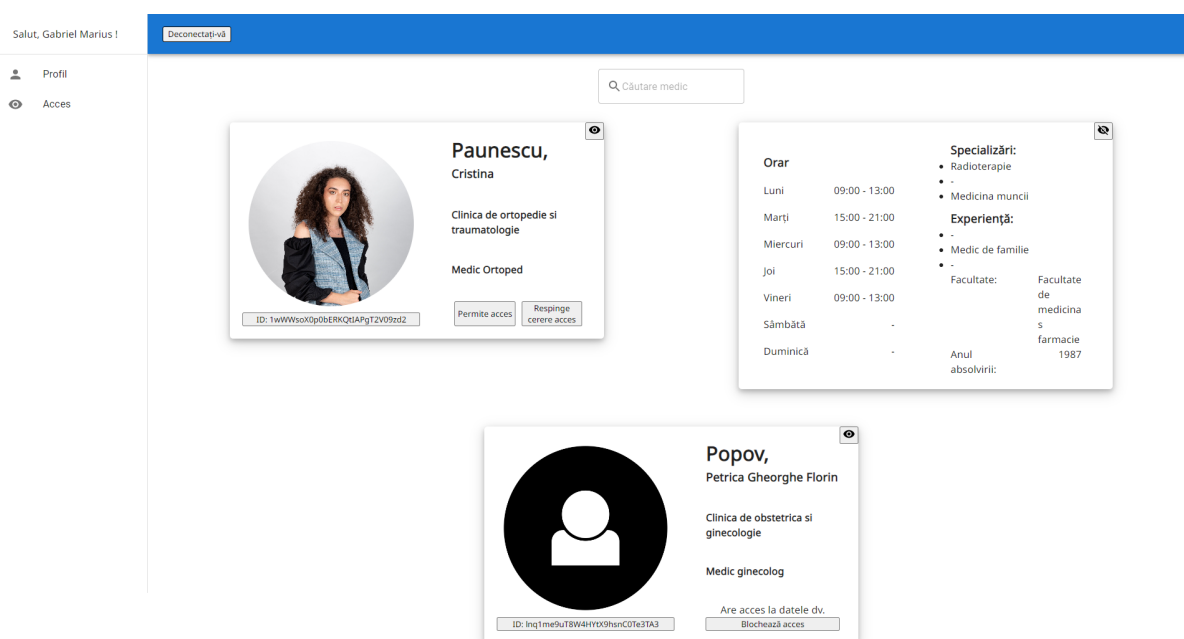 Salut, Gabriel Marius !
Deconectați-vă
Profil
Acces
Căutare medic
Paunescu,
Cristina
Clinica de ortopedie si
traumatologie
Medic Ortoped
ID: 1wWWsoX0p0bERKQtIAPgT2V09zd2
Permite acces
Respinge
cerere acces
Orar
Luni 09:00 - 13:00
Marți 15:00 - 21:00
Miercuri 09:00 - 13:00
Joi 15:00 - 21:00
Vineri 09:00 - 13:00
Sâmbătă -
Duminică -
Specializări:
• Radioterapie
• -
• Medicina muncii
Experiență:
• -
• Medic de familie
• -
Facultate: Facultate
de
medicina
s
farmacie
Anul 1987
absolvirii:
Popov,
Petrica Gheorghe Florin
Clinica de obstetrica si
ginecologie
Medic ginecolog
Are acces la datele dv.
ID: lnq1me9uT8W4HYtX9hsnC0Te3TA3
Blochează acces